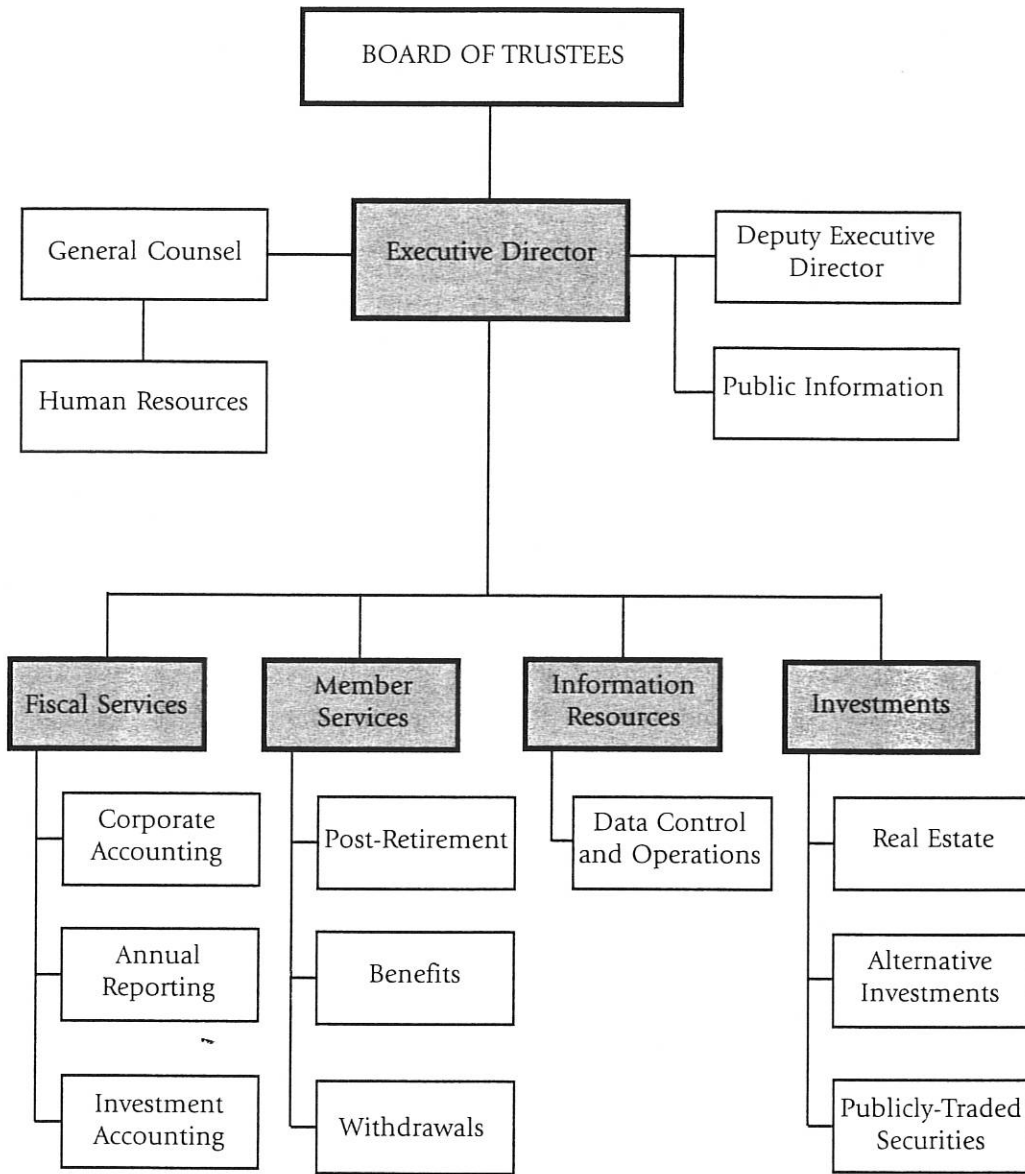 BOARD OF TRUSTEES
General Counsel
Executive Director
Deputy Executive
Director
Human Resources
Public Information
Fiscal Services
Member
Services
Information
Resources
Investments
Corporate
Accounting
Post-Retirement
Data Control
and Operations
Real Estate
Annual
Reporting
Benefits
Alternative
Investments
Investment
Accounting
Withdrawals
Publicly-Traded
Securities